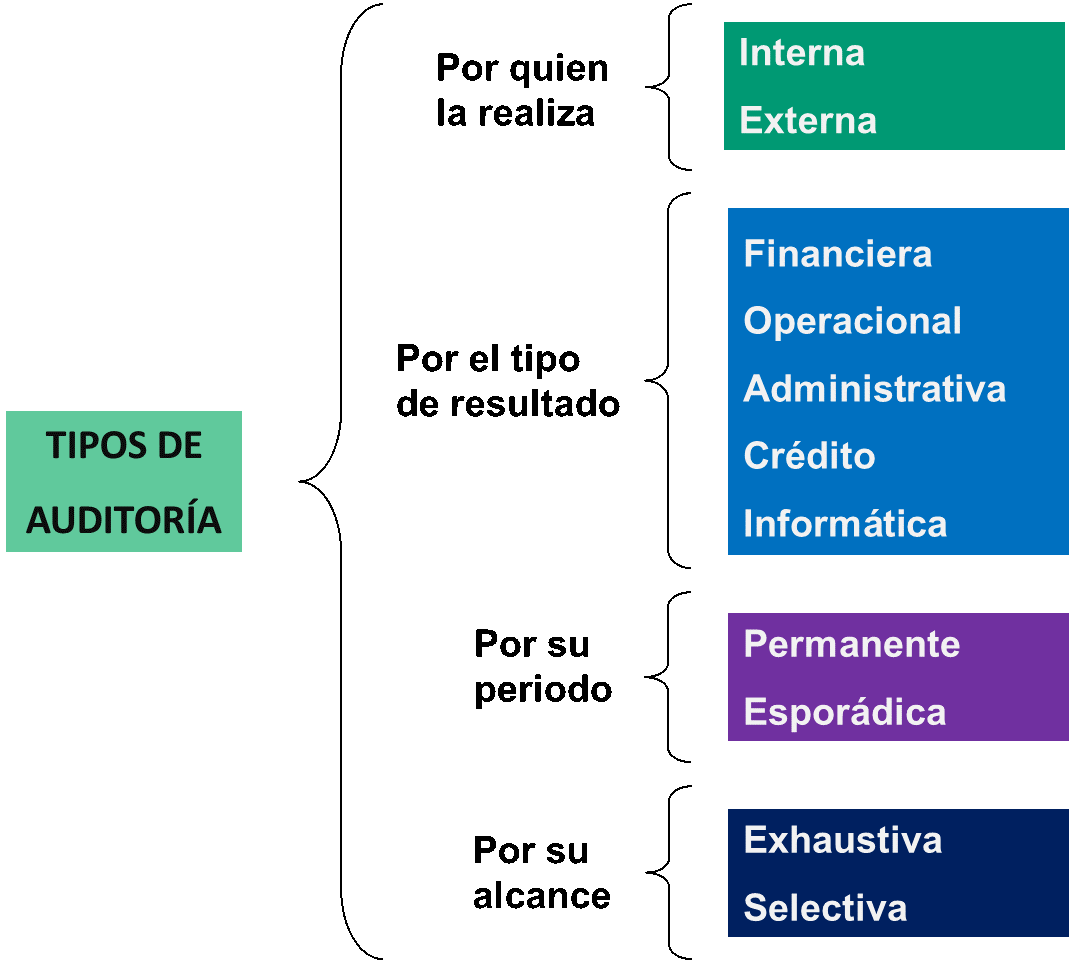 TIPOS DE
AUDITORÍA
Por quien
la realiza
Interna
Externa
Por el tipo
de resultado
Financiera
Operacional
Administrativa
Crédito
Informática
Por su
periodo
Permanente
Esporádica
Por su
alcance
Exhaustiva
Selectiva